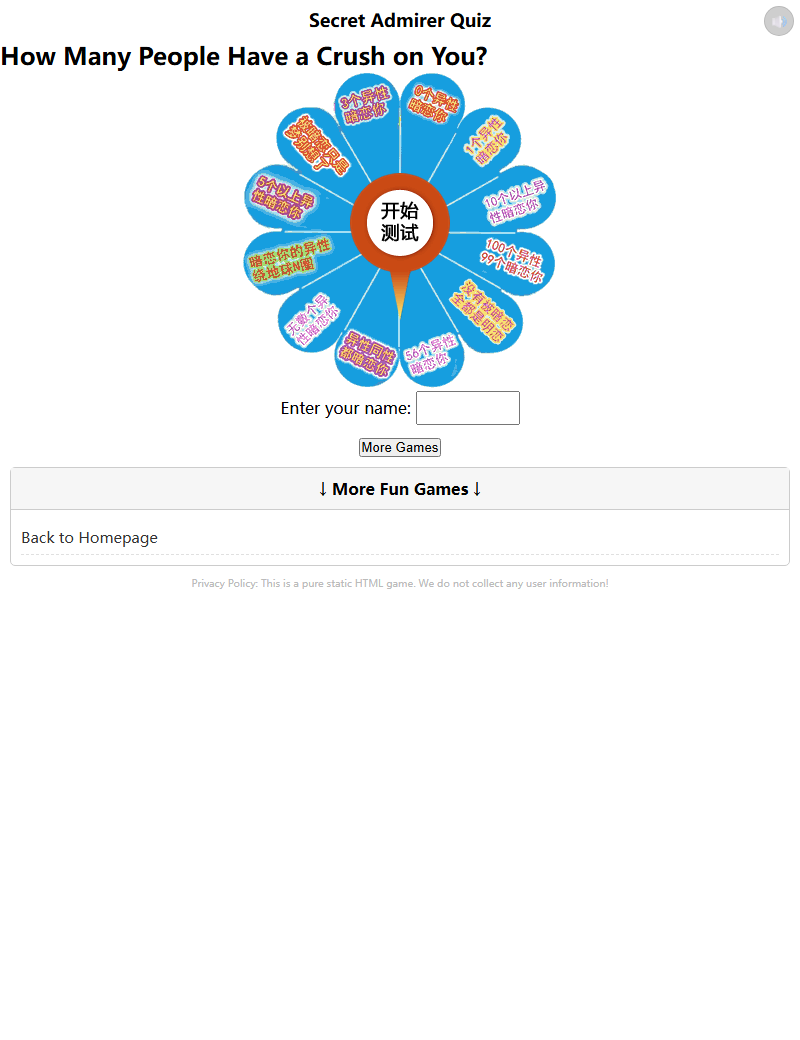 Secret Admirer Quiz
How Many People Have a Crush on You?
3个异性
暗恋你
0个异性
暗恋你
1个异性
暗恋你
10个以上异
性暗恋你
100个异性
99个暗恋你
没有被暗恋
全都是明恋
56个异性
暗恋你
异性同性
都暗恋你
无数个异
性暗恋你
暗恋你的异性
绕地球N圈
5个以上异
性暗恋你
开始
测试
Enter your name:
More Games
↓ More Fun Games ↓
Back to Homepage
Privacy Policy: This is a pure static HTML game. We do not collect any user information!